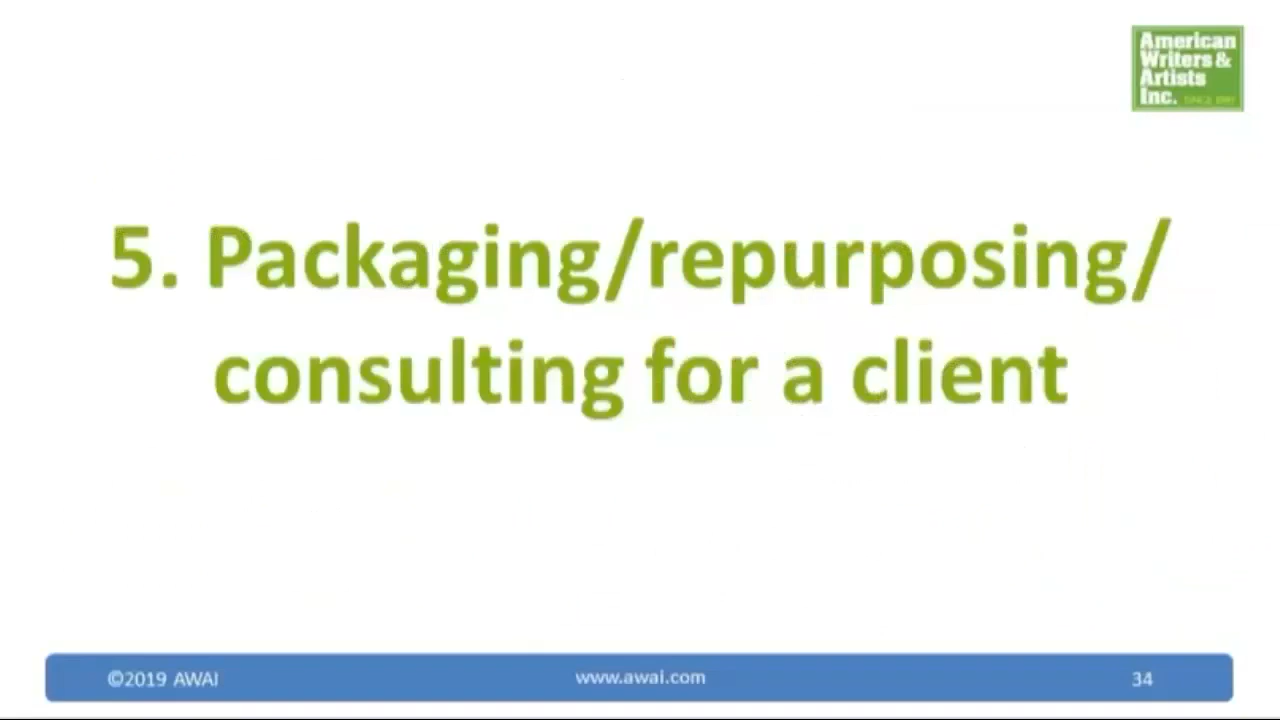 American
Writers &
Artists
Inc.
5. Packaging/repurposing/
consulting for a client
©2019 AWAI
www.awai.com
34